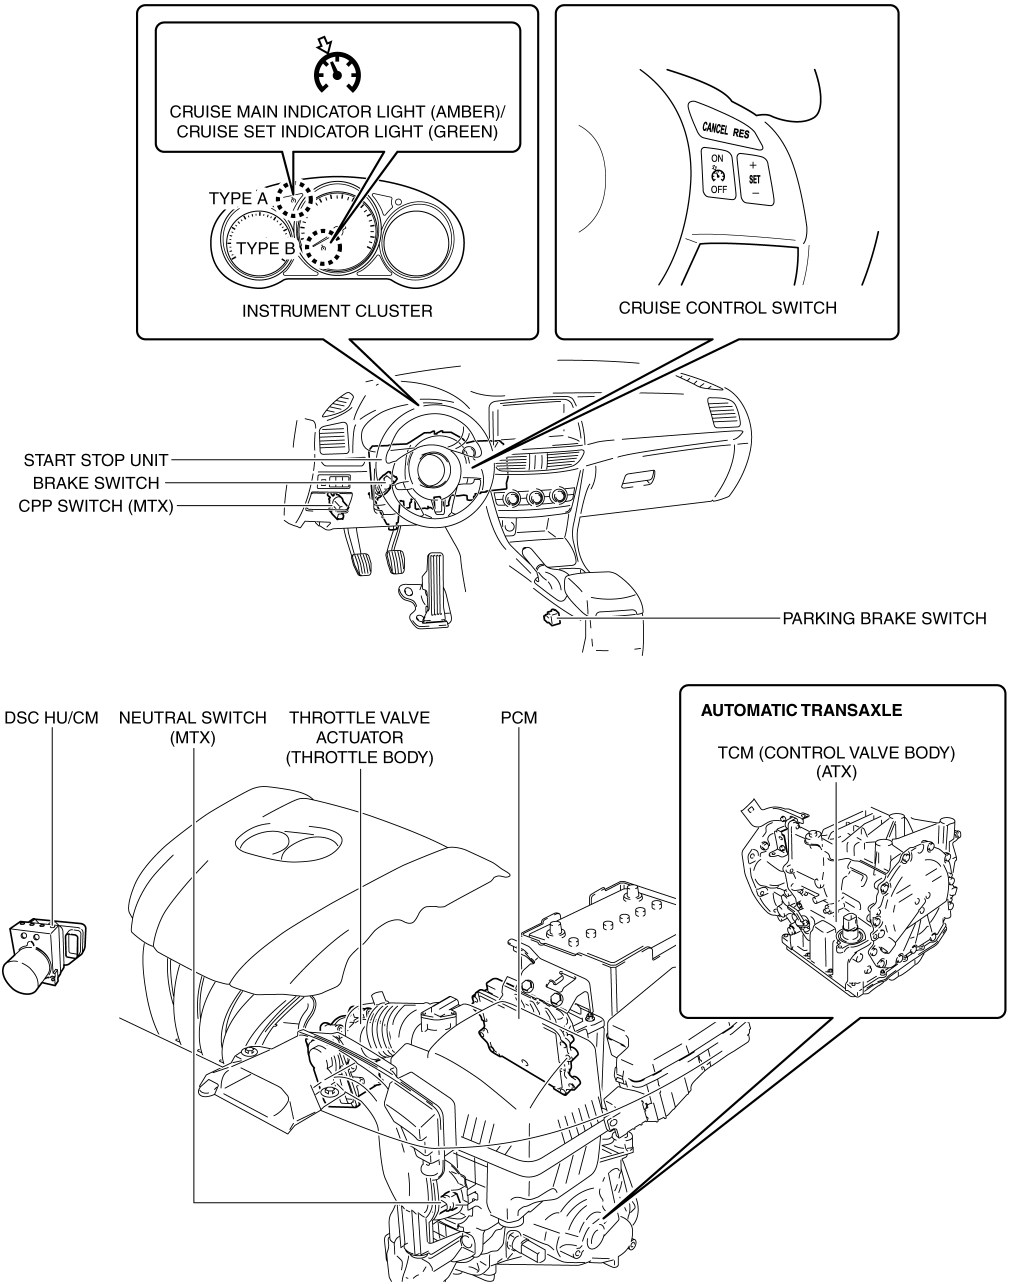 CRUISE MAIN INDICATOR LIGHT (AMBER)/
CRUISE SET INDICATOR LIGHT (GREEN)
TYPE A
TYPE B
INSTRUMENT CLUSTER
CANCEL RES
ON
OFF
+
SET
−
CRUISE CONTROL SWITCH
START STOP UNIT
BRAKE SWITCH
CPP SWITCH (MTX)
PARKING BRAKE SWITCH
DSC HU/CM
NEUTRAL SWITCH
(MTX)
THROTTLE VALVE
ACTUATOR
(THROTTLE BODY)
PCM
AUTOMATIC TRANSAXLE
TCM (CONTROL VALVE BODY)
(ATX)